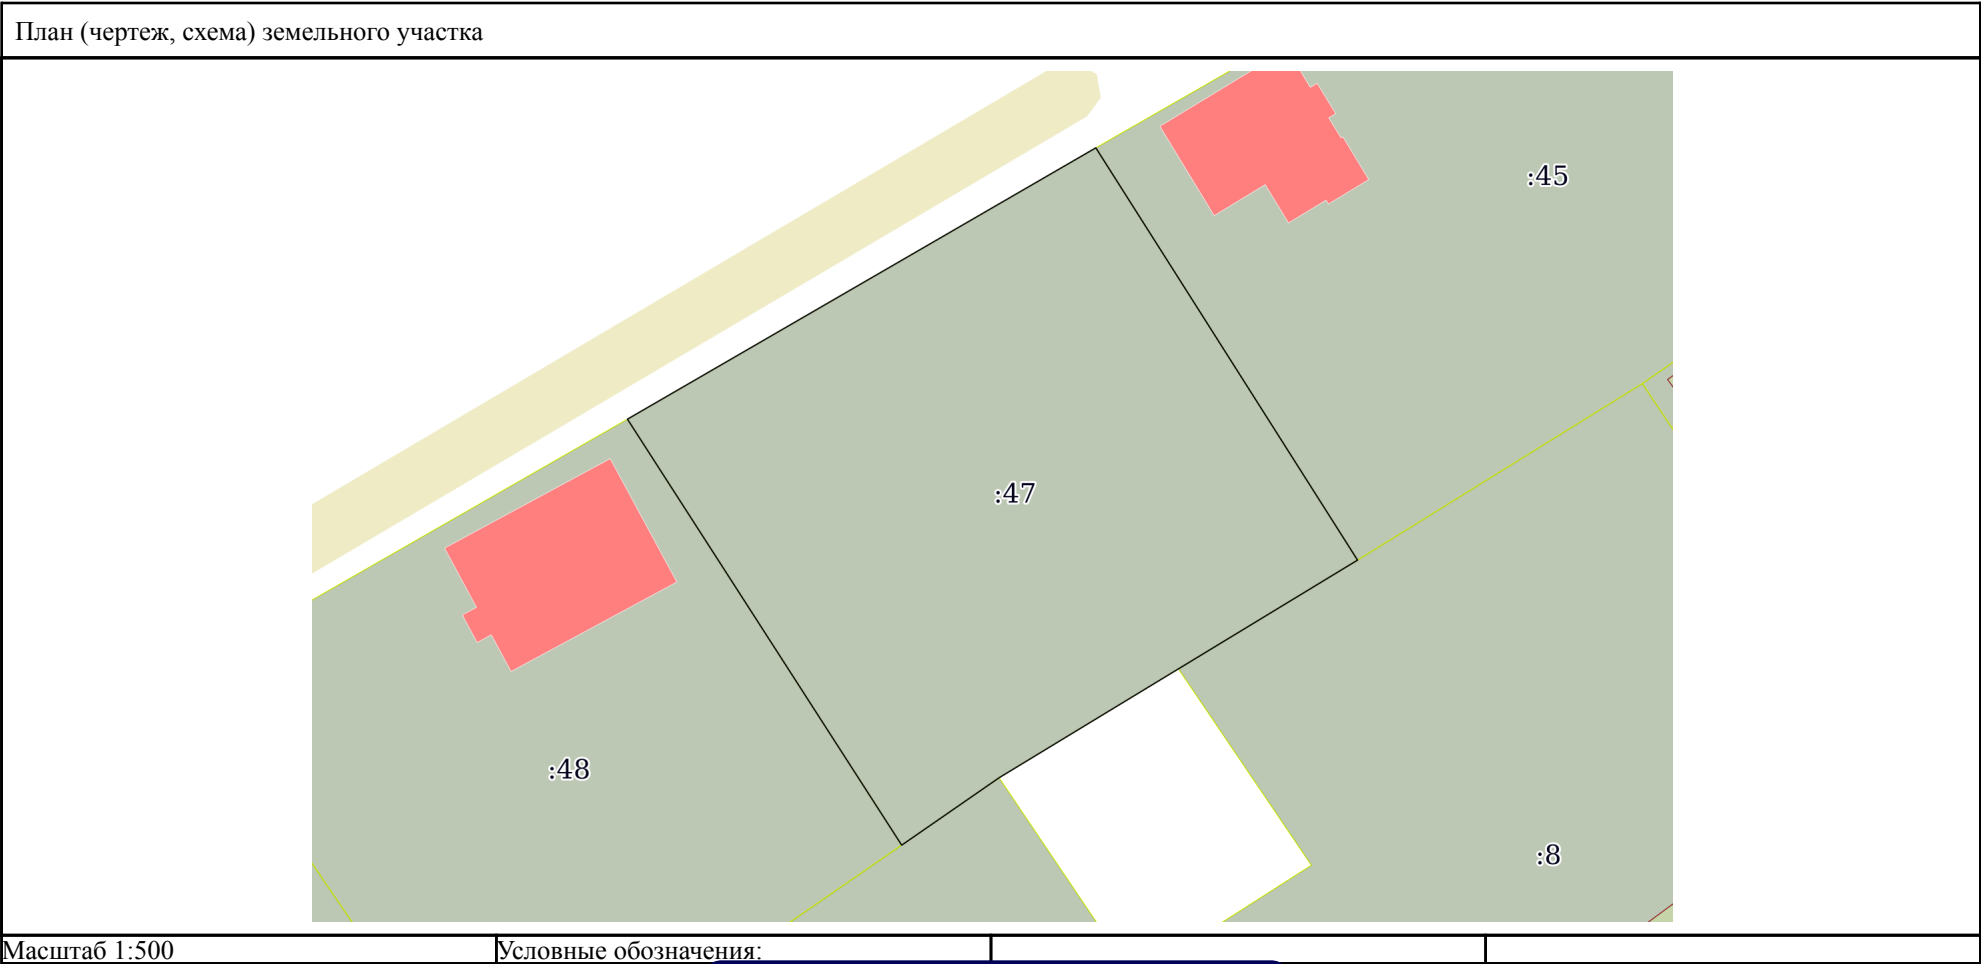 План (чертеж, схема) земельного участка
:45
:47
:48
:8
Масштаб 1:500
Условные обозначения: